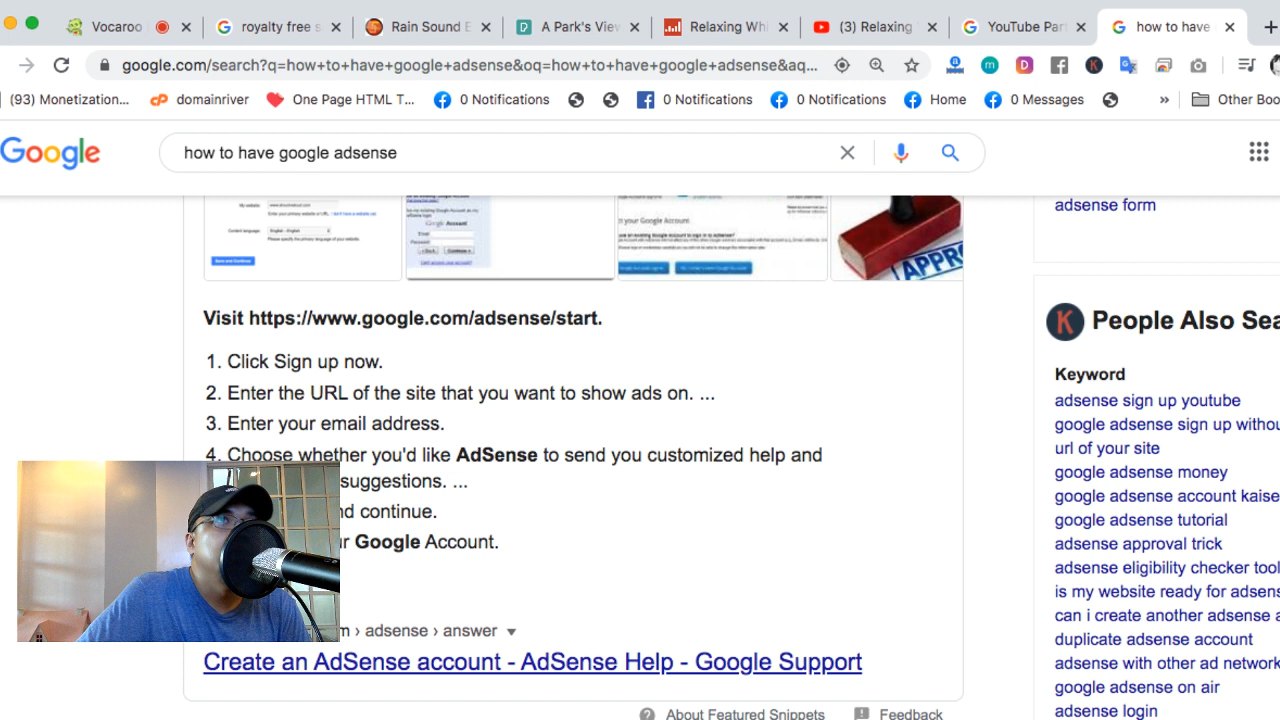 Vocaroo
royalty free s
Rain Sound E
A Park's View
Relaxing Whi
(3) Relaxing
YouTube Part
how to have
google.com/search?q=how+to+have+google+adsense&oq=how+to+have+google+adsense&aq...
(93) Monetization...
domainriver
One Page HTML T...
0 Notifications
0 Notifications
0 Notifications
Home
0 Messages
»
Other Boo
Google
how to have google adsense
adsense form
APPRO
Visit https://www.google.com/adsense/start.
1. Click Sign up now.
2. Enter the URL of the site that you want to show ads on. ...
3. Enter your email address.
4. Choose whether you'd like AdSense to send you customized help and
suggestions. ...
nd continue.
r Google Account.
m › adsense › answer
Create an AdSense account - AdSense Help - Google Support
About Featured Snippets
Feedback
K People Also Sea
Keyword
adsense sign up youtube
google adsense sign up withou
url of your site
google adsense money
google adsense account kaise
google adsense tutorial
adsense approval trick
adsense eligibility checker tool
is my website ready for adsens
can i create another adsense a
duplicate adsense account
adsense with other ad network
google adsense on air
adsense login